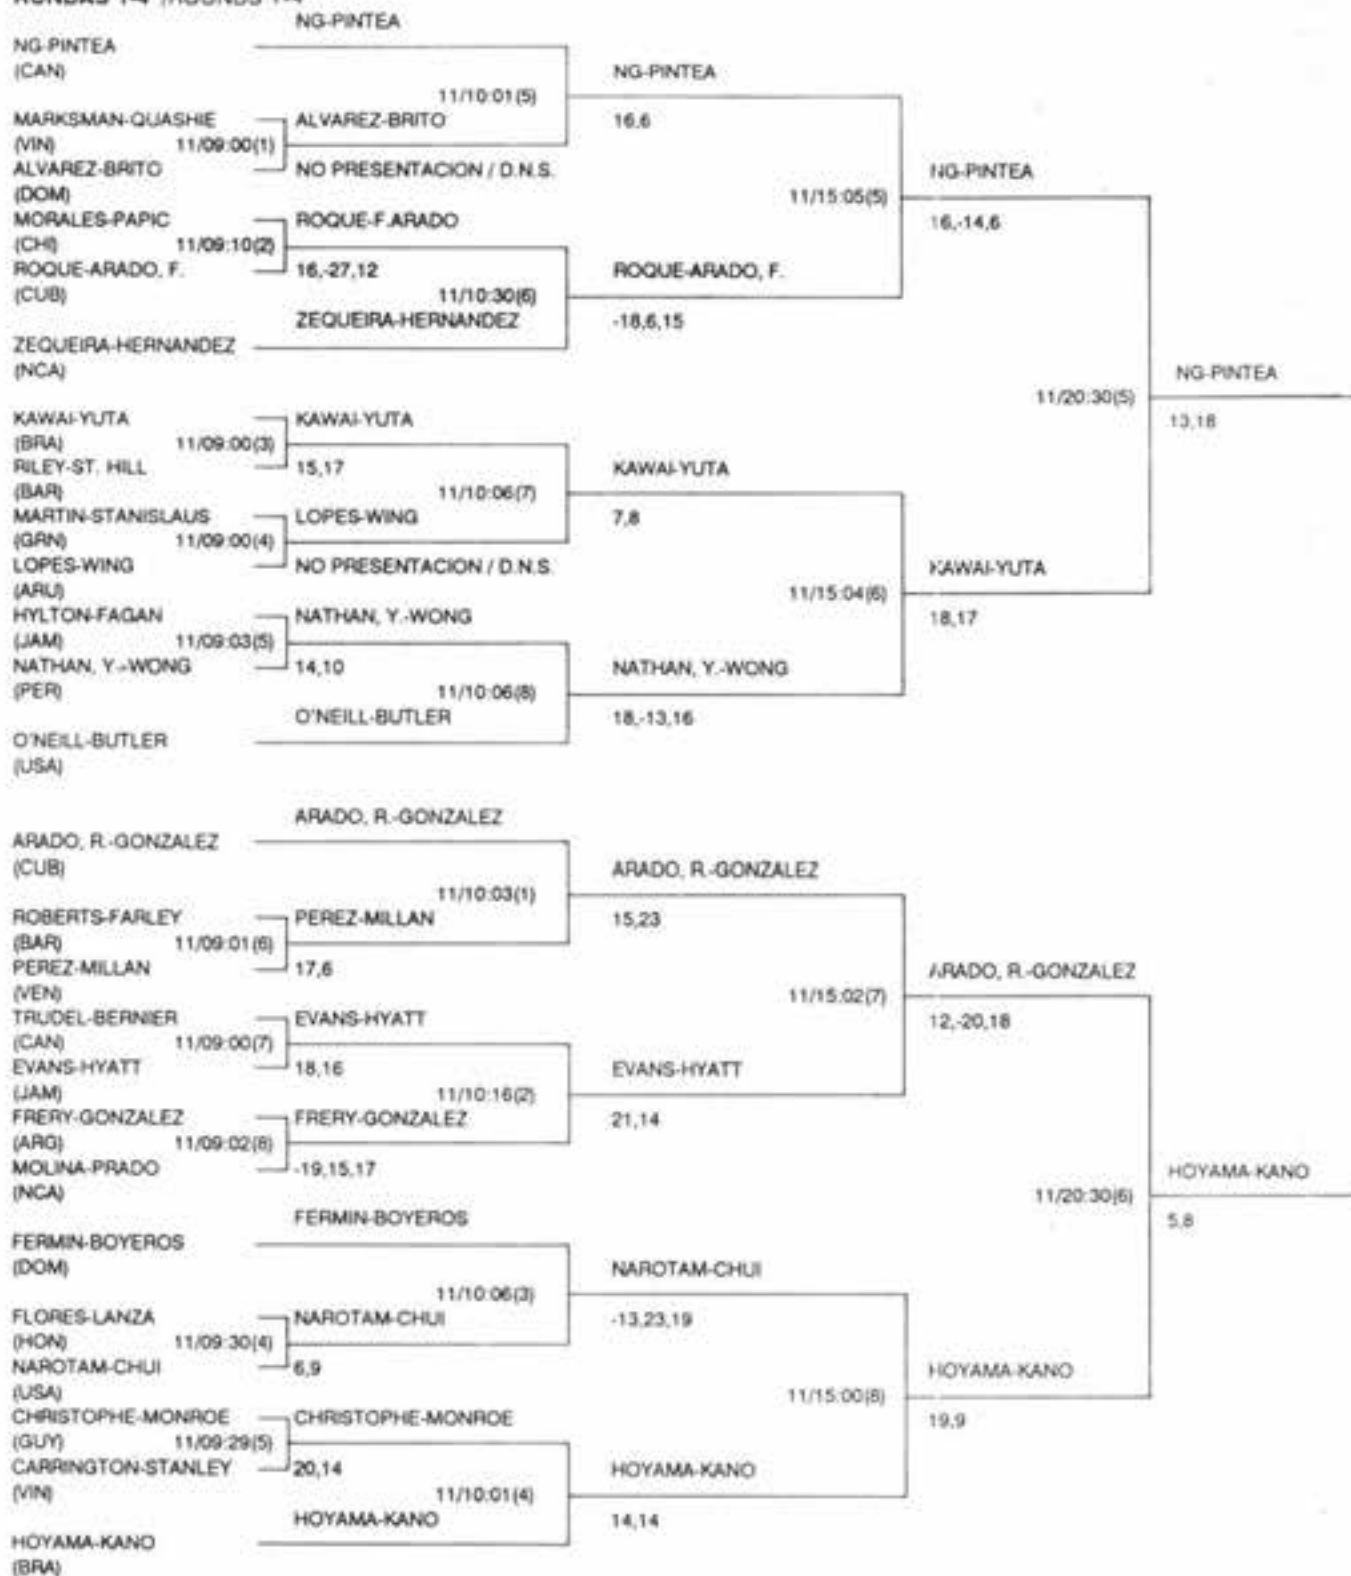 RONDAS 1-4 /ROUNDS 1-4
NG-PINTEA
NG-PINTEA
(CAN)
11/10:01(5)
NG-PINTEA
16,6
MARKSMAN-QUASHIE
(VIN) 11/09:00(1)
ALVAREZ-BRITO
(DOM)
ALVAREZ-BRITO
NO PRESENTACION / D.N.S.
11/15:05(5)
NG-PINTEA
16,-14,6
MORALES-PAPIC
(CHI) 11/09:10(2)
ROQUE-ARADO, F.
(CUB)
ROQUE-F.ARADO
16,-27,12
11/10:30(6)
ROQUE-ARADO, F.
-18,6,15
ZEQUEIRA-HERNANDEZ
ZEQUEIRA-HERNANDEZ
(NCA)
11/20:30(5)
NG-PINTEA
13,18
KAWAI-YUTA
(BRA) 11/09:00(3)
RILEY-ST. HILL
(BAR)
KAWAI-YUTA
15,17
11/10:06(7)
KAWAI-YUTA
7,8
MARTIN-STANISLAUS
(GRN) 11/09:00(4)
LOPES-WING
(ARU)
LOPES-WING
NO PRESENTACION / D.N.S.
11/15:04(6)
KAWAI-YUTA
18,17
HYLTON-FAGAN
(JAM) 11/09:03(5)
NATHAN, Y.-WONG
(PER)
NATHAN, Y.-WONG
14,10
11/10:06(8)
NATHAN, Y.-WONG
18,-13,16
O'NEILL-BUTLER
O'NEILL-BUTLER
(USA)
ARADO, R.-GONZALEZ
ARADO, R.-GONZALEZ
(CUB)
11/10:03(1)
ARADO, R.-GONZALEZ
15,23
ROBERTS-FARLEY
(BAR) 11/09:01(6)
PEREZ-MILLAN
(VEN)
PEREZ-MILLAN
17,6
11/15:02(7)
ARADO, R.-GONZALEZ
12,-20,18
TRUDEL-BERNIER
(CAN) 11/09:00(7)
EVANS-HYATT
(JAM)
EVANS-HYATT
18,16
11/10:16(2)
EVANS-HYATT
21,14
FRERY-GONZALEZ
(ARG) 11/09:02(8)
MOLINA-PRADO
(NCA)
FRERY-GONZALEZ
-19,15,17
11/20:30(6)
HOYAMA-KANO
5,8
FERMIN-BOYEROS
FERMIN-BOYEROS
(DOM)
11/10:06(3)
NAROTAM-CHUI
-13,23,19
FLORES-LANZA
(HON) 11/09:30(4)
NAROTAM-CHUI
(USA)
NAROTAM-CHUI
6,9
11/15:00(8)
HOYAMA-KANO
19,9
CHRISTOPHE-MONROE
(GUY) 11/09:29(5)
CARRINGTON-STANLEY
(VIN)
CHRISTOPHE-MONROE
20,14
11/10:01(4)
HOYAMA-KANO
14,14
HOYAMA-KANO
HOYAMA-KANO
(BRA)